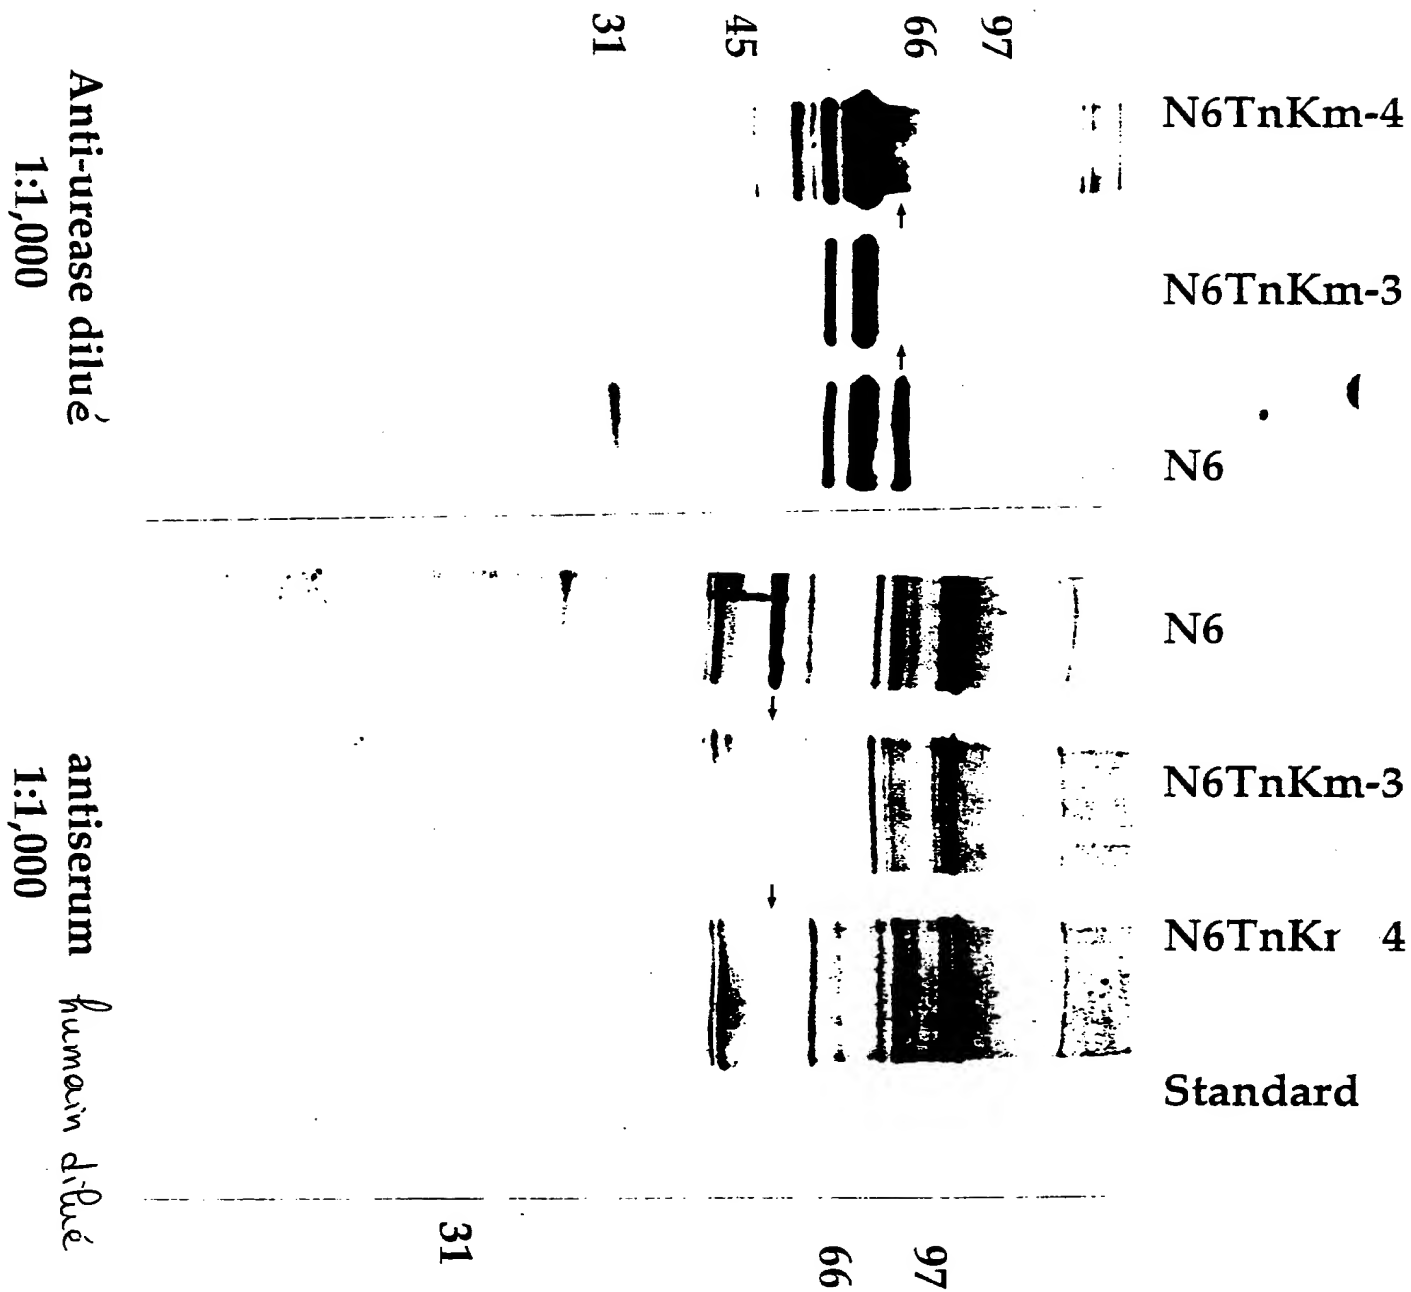 31
45
66
97
N6TnKm-4
N6TnKm-3
N6
Anti-urease dilué
1:1,000
N6
N6TnKm-3
N6TnKr 4
Standard
antiserum humain dilué
1:1,000
31
66
97